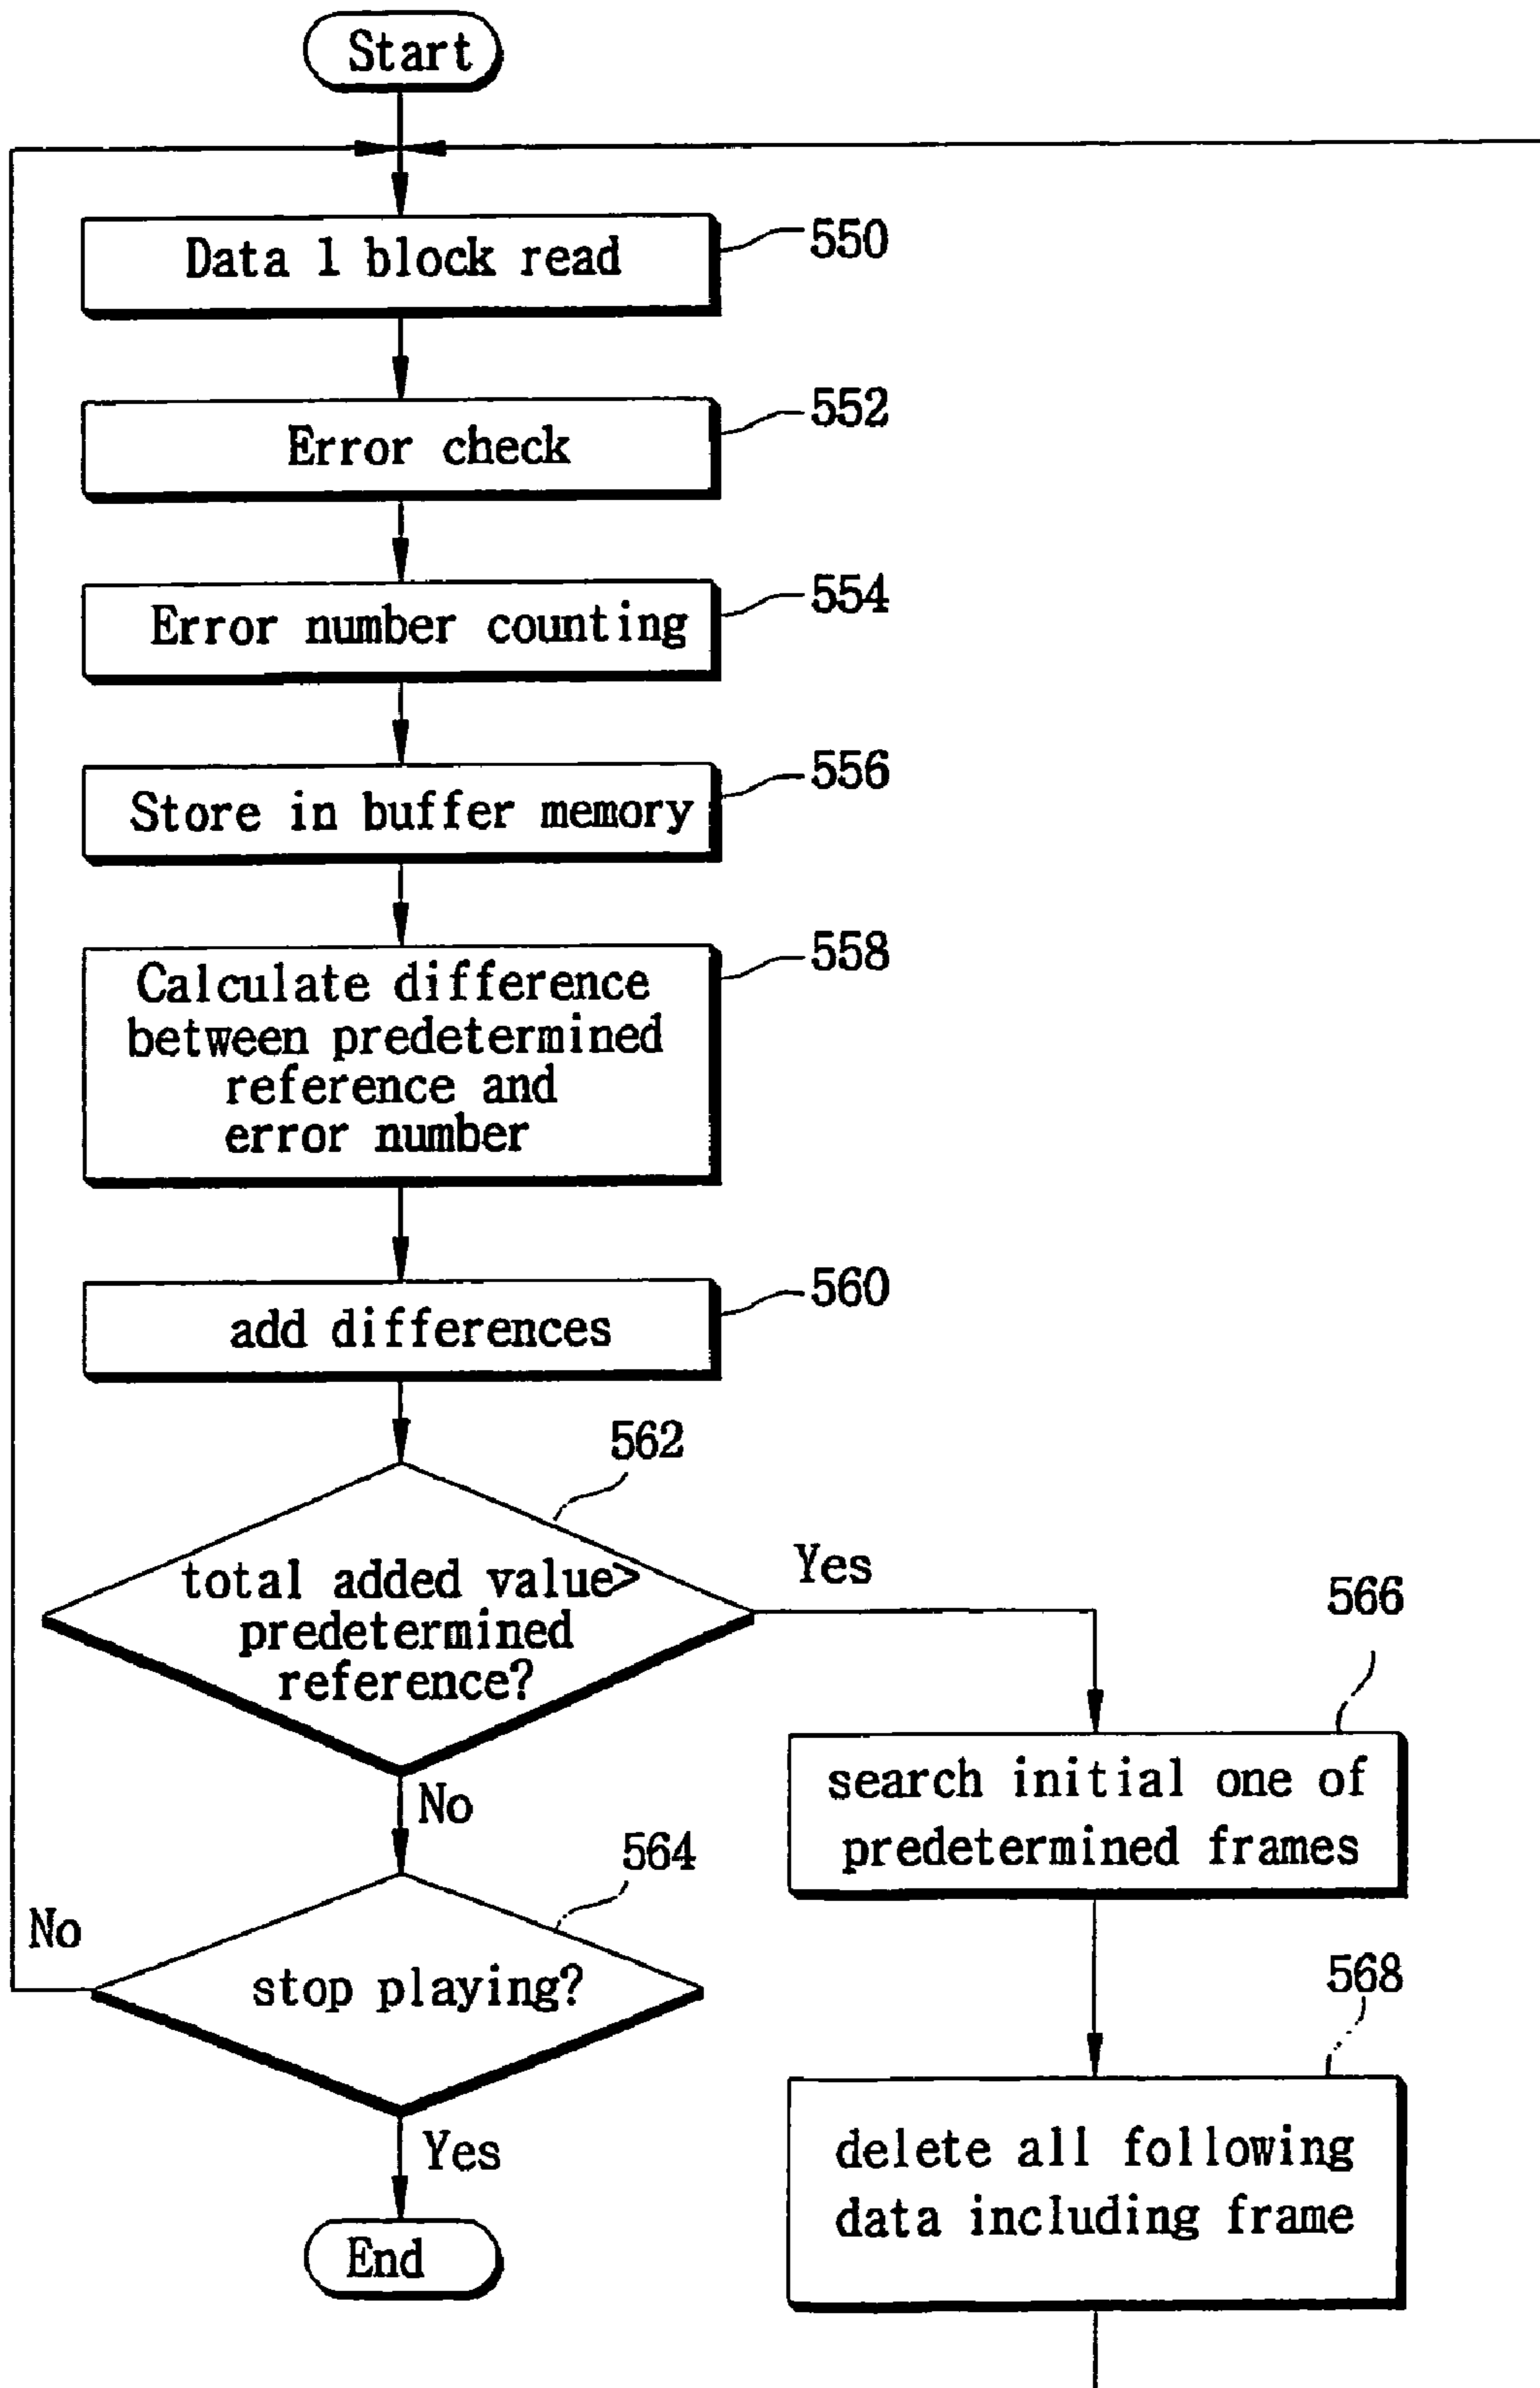 Start
Data 1 block read
550
Error check
552
Error number counting
554
Store in buffer memory
556
Calculate difference
between predetermined
reference and
error number
558
add differences
560
562
total added value>
predetermined
reference?
Yes
No
566
search initial one of
predetermined frames
564
No
stop playing?
Yes
End
568
delete all following
data including frame